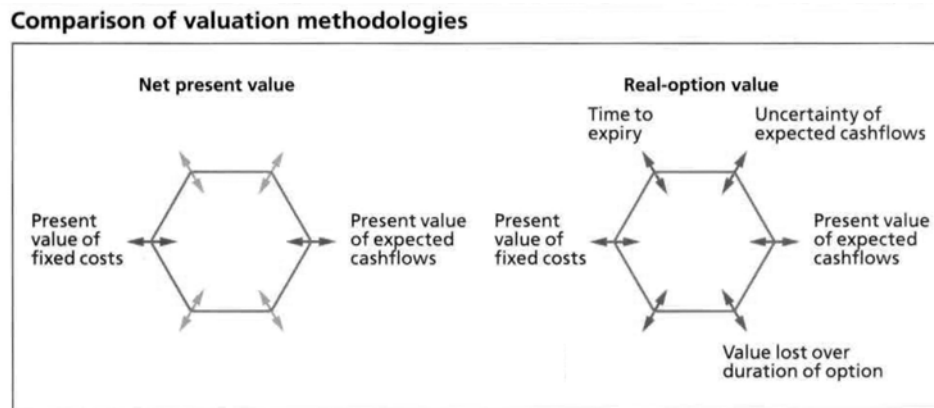 Comparison of valuation methodologies
Net present value
Present
value of
fixed costs
Present value
of expected
cashflows
Real-option value
Time to
expiry
Uncertainty of
expected cashflows
Present
value of
fixed costs
Present value
of expected
cashflows
Value lost over
duration of option